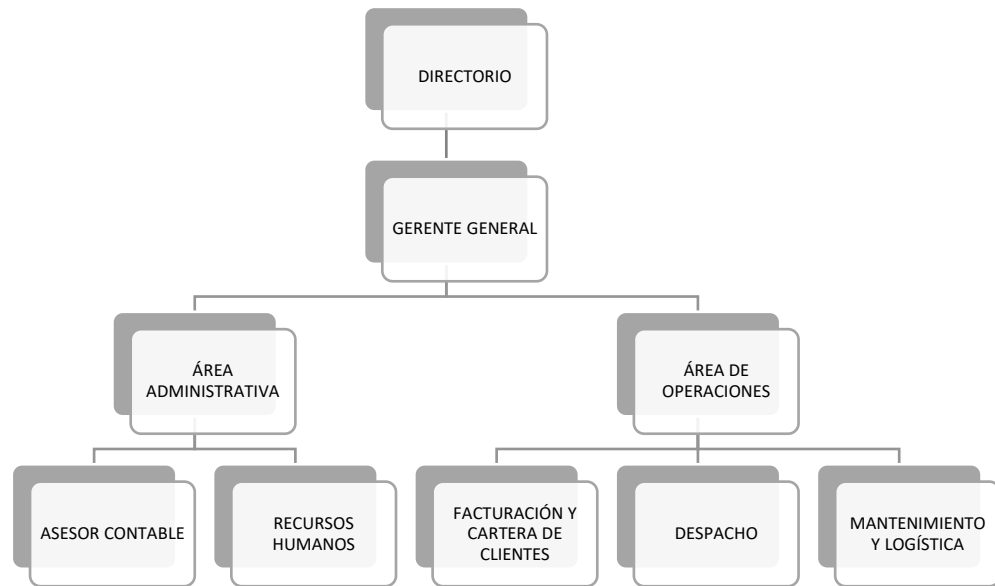 DIRECTORIO
GERENTE GENERAL
ÁREA
ADMINISTRATIVA
ÁREA DE
OPERACIONES
ASESOR CONTABLE
RECURSOS
HUMANOS
FACTURACIÓN Y
CARTERA DE
CLIENTES
DESPACHO
MANTENIMIENTO
Y LOGÍSTICA